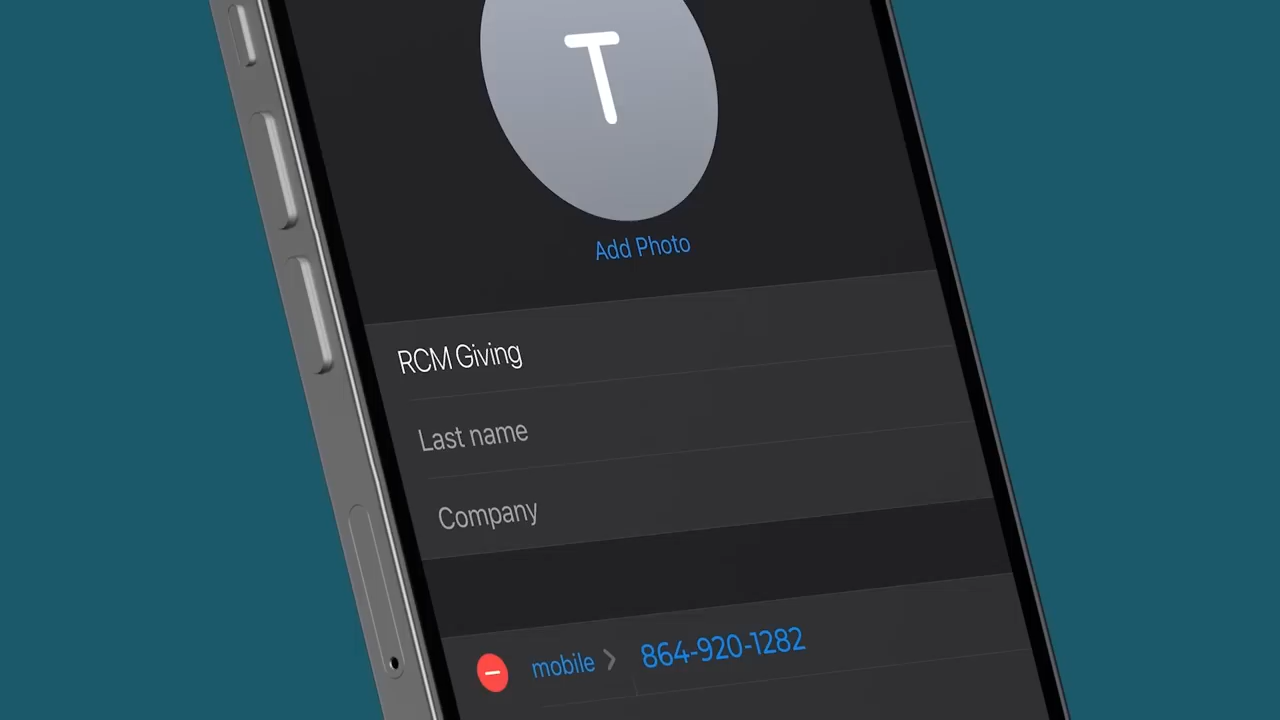 T
Add Photo
RCM Giving
Last name
Company
mobile 864-920-1282